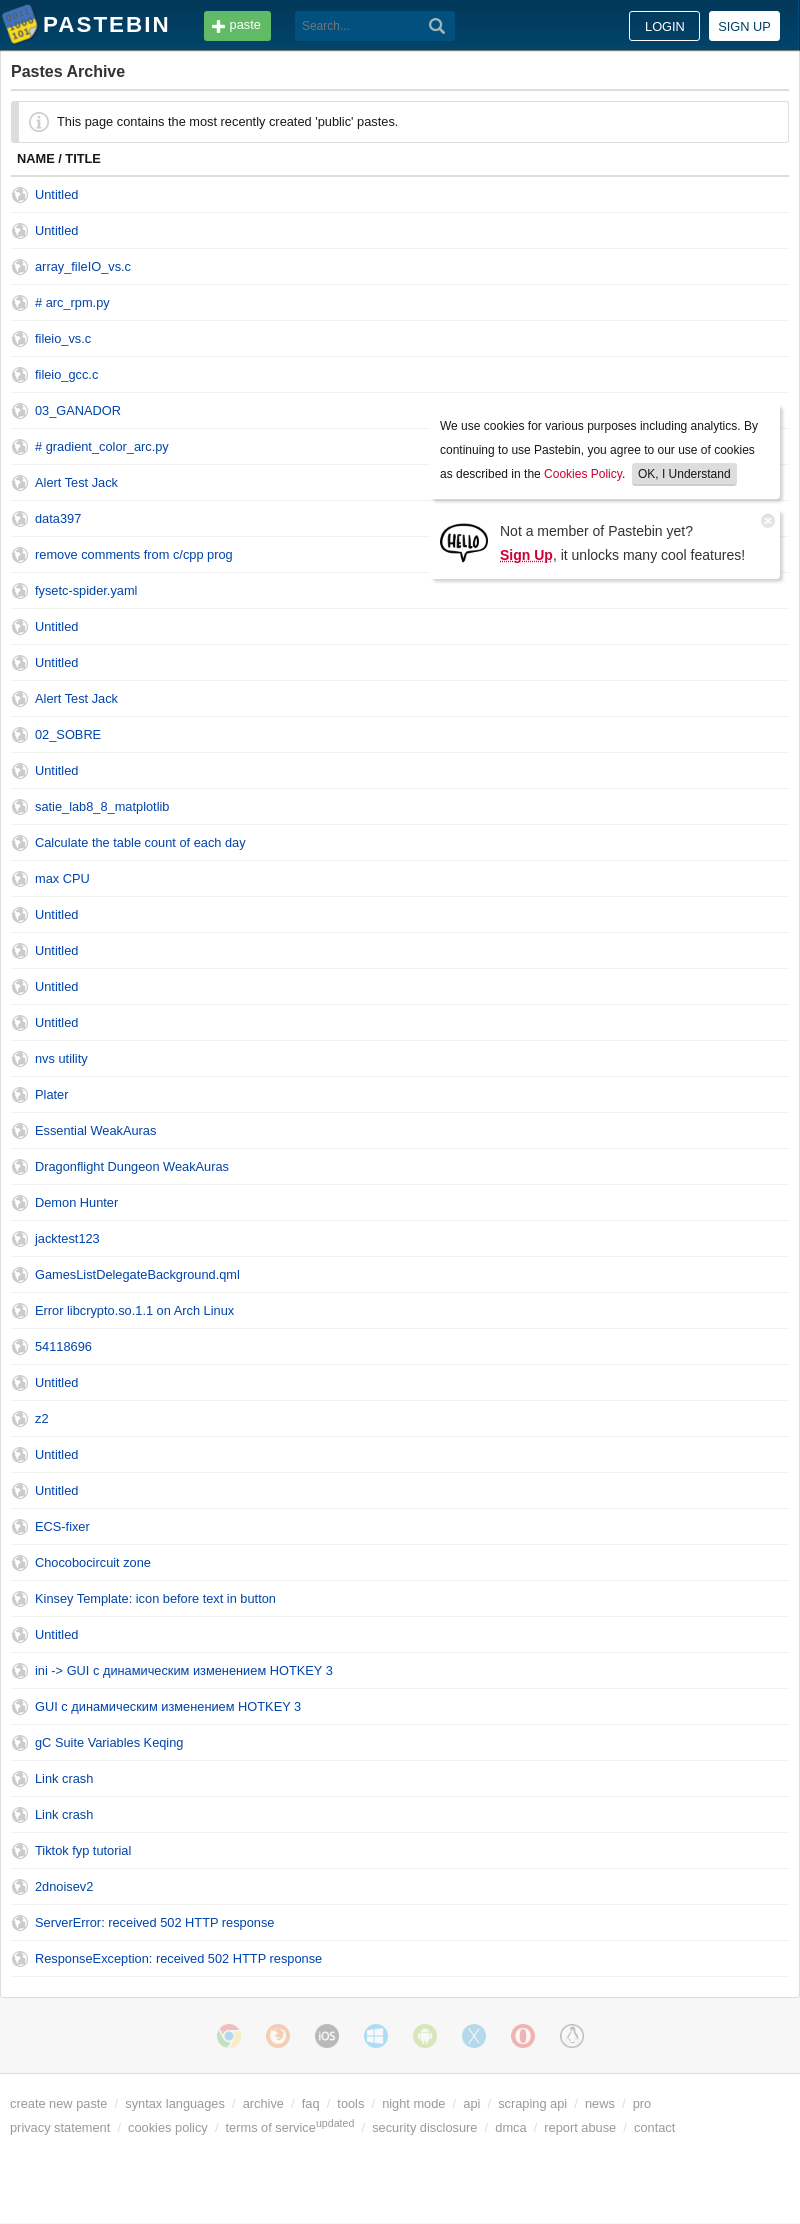 PASTEBIN
paste
Search...
LOGIN
SIGN UP
Pastes Archive
This page contains the most recently created 'public' pastes.
NAME / TITLE
Untitled
Untitled
array_fileIO_vs.c
# arc_rpm.py
fileio_vs.c
fileio_gcc.c
03_GANADOR
# gradient_color_arc.py
Alert Test Jack
data397
remove comments from c/cpp prog
fysetc-spider.yaml
We use cookies for various purposes including analytics. By
continuing to use Pastebin, you agree to our use of cookies
as described in the Cookies Policy. OK, I Understand
HELLO
Not a member of Pastebin yet?
Sign Up, it unlocks many cool features!
Untitled
Untitled
Alert Test Jack
02_SOBRE
Untitled
satie_lab8_8_matplotlib
Calculate the table count of each day
max CPU
Untitled
Untitled
Untitled
Untitled
nvs utility
Plater
Essential WeakAuras
Dragonflight Dungeon WeakAuras
Demon Hunter
jacktest123
GamesListDelegateBackground.qml
Error libcrypto.so.1.1 on Arch Linux
54118696
Untitled
z2
Untitled
Untitled
ECS-fixer
Chocobocircuit zone
Kinsey Template: icon before text in button
Untitled
ini -> GUI с динамическим изменением HOTKEY 3
GUI с динамическим изменением HOTKEY 3
gC Suite Variables Keqing
Link crash
Link crash
Tiktok fyp tutorial
2dnoisev2
ServerError: received 502 HTTP response
ResponseException: received 502 HTTP response
iOS
create new paste / syntax languages / archive / faq / tools / night mode / api / scraping api / news / pro
privacy statement / cookies policy / terms of service updated / security disclosure / dmca / report abuse / contact